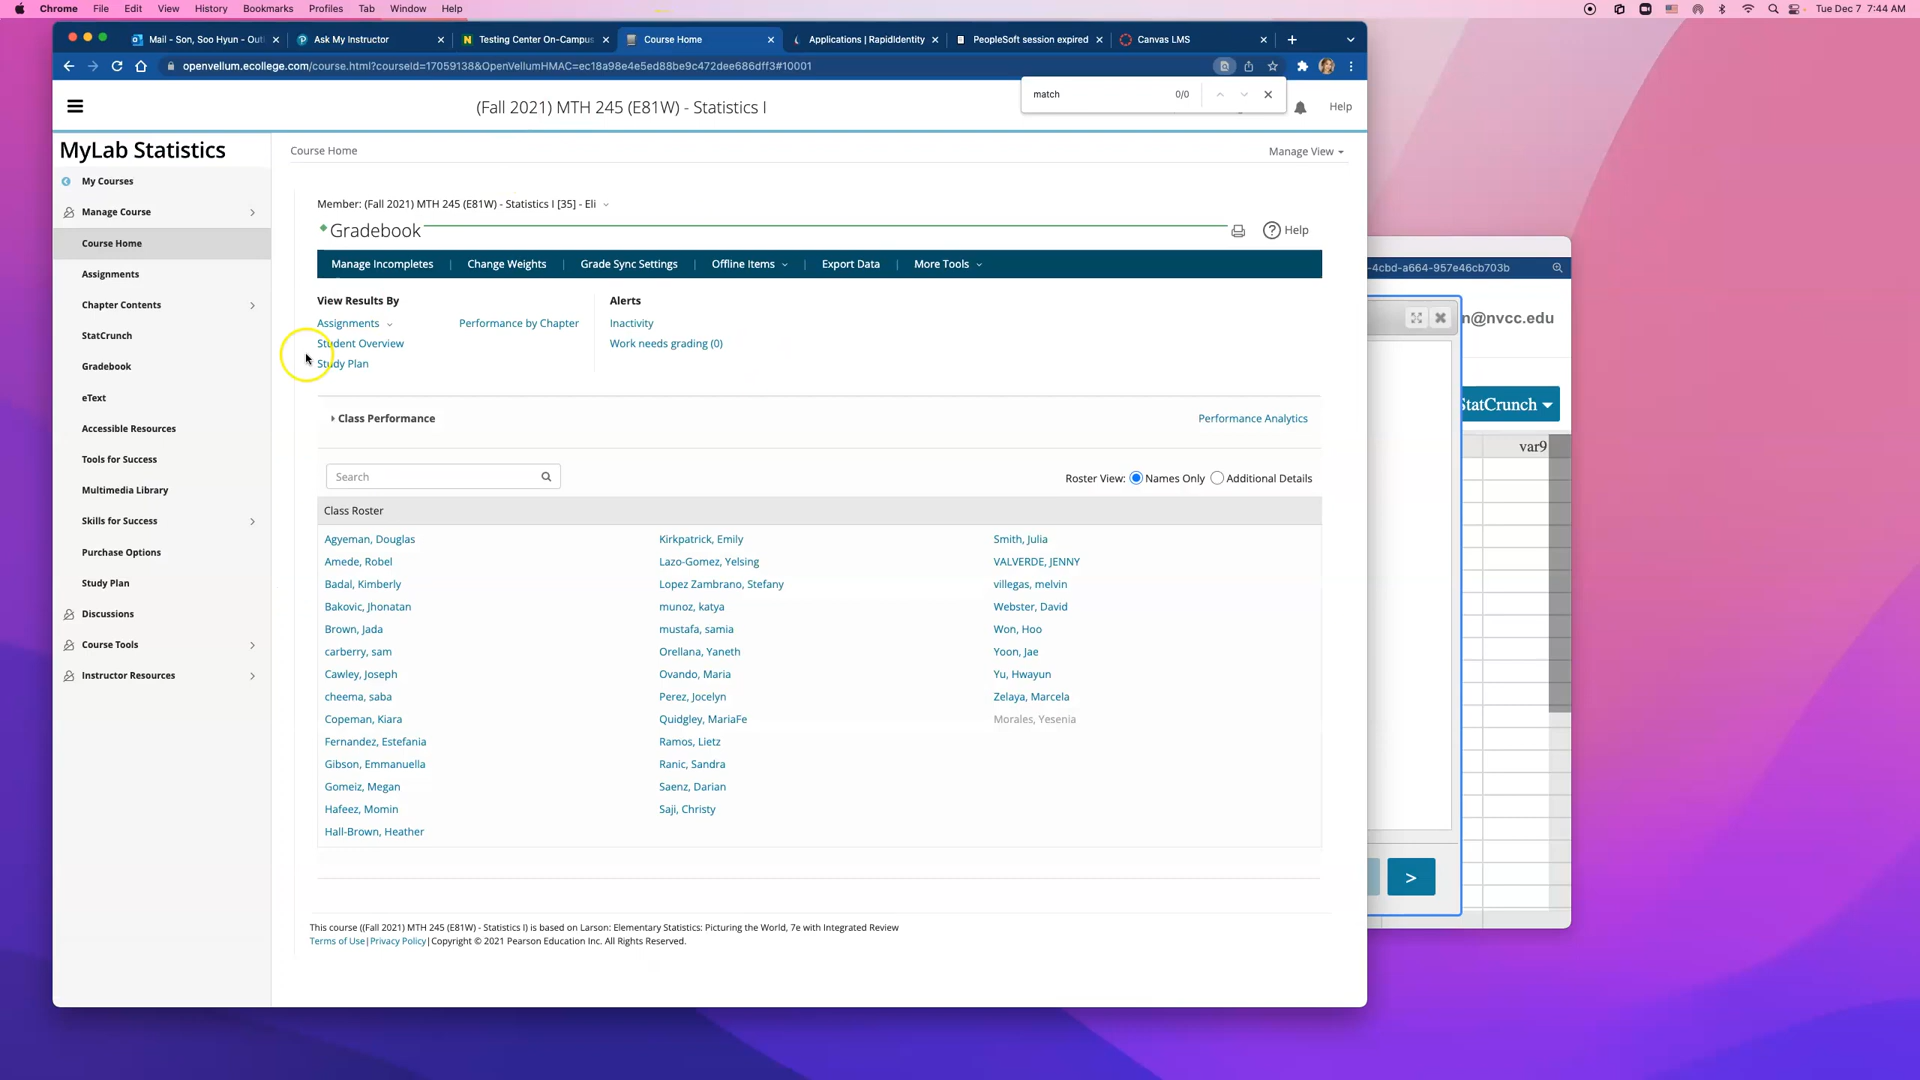 Chrome File Edit View History Bookmarks Profiles Tab Window Help Tue Dec 7 7:44 AM
Mail - Son, Soo Hyun - Out Ask My Instructor Testing Center On-Campus Course Home Applications | RapidIdentity PeopleSoft session expired Canvas LMS
openvellum.ecollege.com/course.html?courseId=17059138&OpenVellumHMAC=ec18a98e4e5ed88be9c472dee686dff3#10001
match 0/0
(Fall 2021) MTH 245 (E81W) - Statistics I
Help
MyLab Statistics
My Courses
Manage Course
Course Home
Assignments
Chapter Contents
StatCrunch
Gradebook
eText
Accessible Resources
Tools for Success
Multimedia Library
Skills for Success
Purchase Options
Study Plan
Discussions
Course Tools
Instructor Resources
Course Home
Manage View
Member: (Fall 2021) MTH 245 (E81W) - Statistics I [35] - Eli
Gradebook
Help
Manage Incompletes | Change Weights | Grade Sync Settings | Offline Items | Export Data | More Tools
View Results By
Assignments Performance by Chapter
Student Overview
Study Plan
Alerts
Inactivity
Work needs grading (0)
Class Performance
Performance Analytics
Search
Roster View: Names Only Additional Details
Class Roster
Agyeman, Douglas
Amede, Robel
Badal, Kimberly
Bakovic, Jhonatan
Brown, Jada
carberry, sam
Cawley, Joseph
cheema, saba
Copeman, Kiara
Fernandez, Estefania
Gibson, Emmanuella
Gomeiz, Megan
Hafeez, Momin
Hall-Brown, Heather
Kirkpatrick, Emily
Lazo-Gomez, Yelsing
Lopez Zambrano, Stefany
munoz, katya
mustafa, samia
Orellana, Yaneth
Ovando, Maria
Perez, Jocelyn
Quidgley, MariaFe
Ramos, Lietz
Ranic, Sandra
Saenz, Darian
Saji, Christy
Smith, Julia
VALVERDE, JENNY
villegas, melvin
Webster, David
Won, Hoo
Yoon, Jae
Yu, Hwayun
Zelaya, Marcela
Morales, Yesenia
This course ((Fall 2021) MTH 245 (E81W) - Statistics I) is based on Larson: Elementary Statistics: Picturing the World, 7e with Integrated Review
Terms of Use|Privacy Policy|Copyright © 2021 Pearson Education Inc. All Rights Reserved.
-4cbd-a664-957e46cb703b
n@nvcc.edu
StatCrunch
var9
>